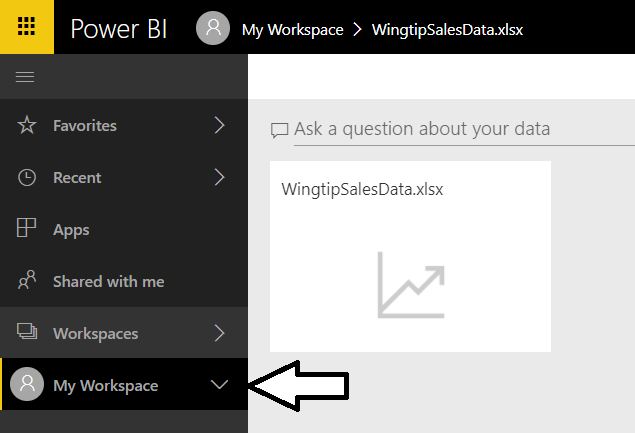 Power BI
My Workspace > WingtipSalesData.xlsx
Favorites
Recent
Apps
Shared with me
Workspaces
My Workspace
Ask a question about your data
WingtipSalesData.xlsx